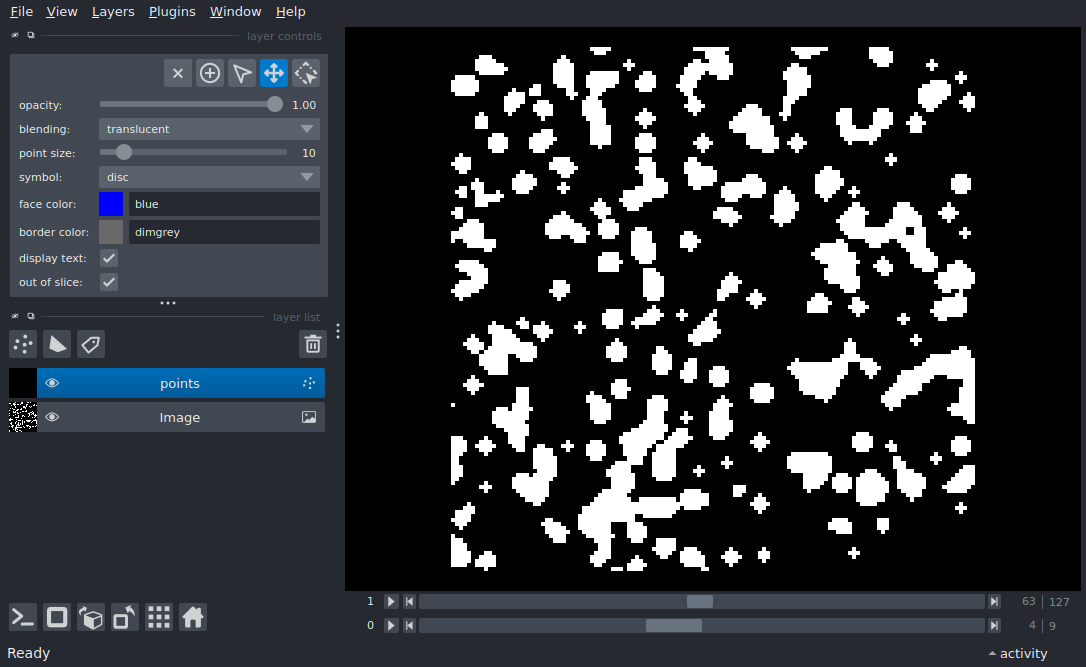 File View Layers Plugins Window Help
layer controls
opacity: 1.00
blending: translucent
point size: 10
symbol: disc
face color: blue
border color: dimgrey
display text:
out of slice:
layer list
points
Image
1 63 127
0 4 9
Ready activity